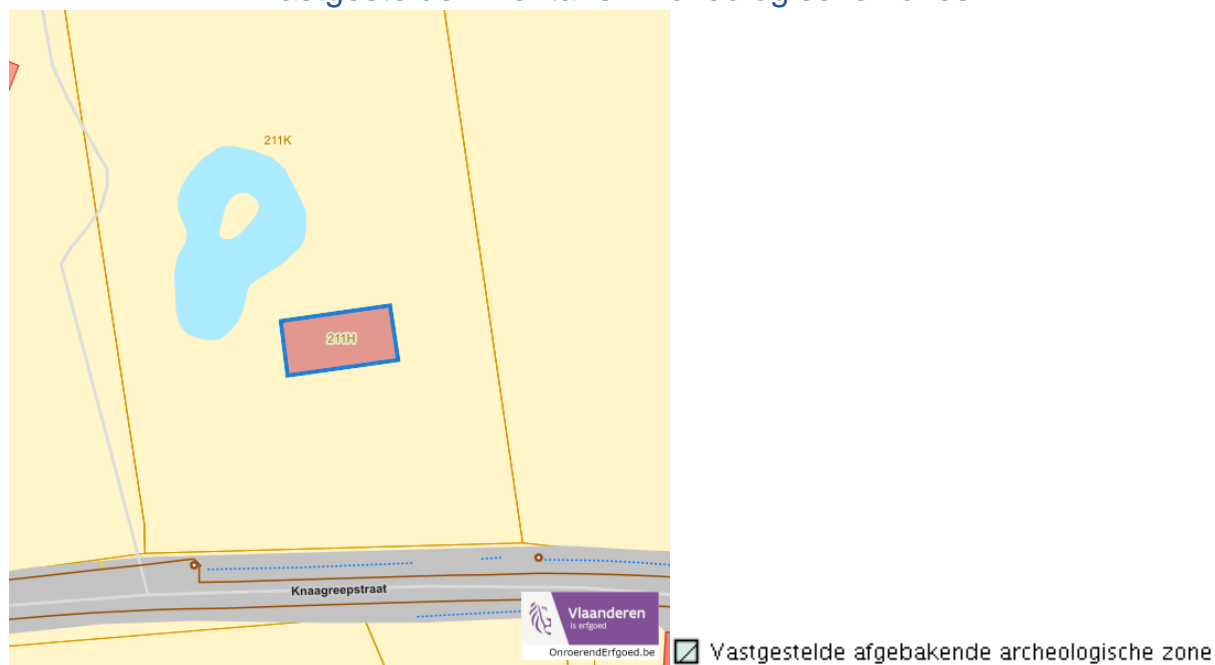 211K
211H
Knaagreepstraat
Vlaanderen
is erfgoed
OnroerendErfgoed.be
Vastgestelde afgebakende archeologische zone